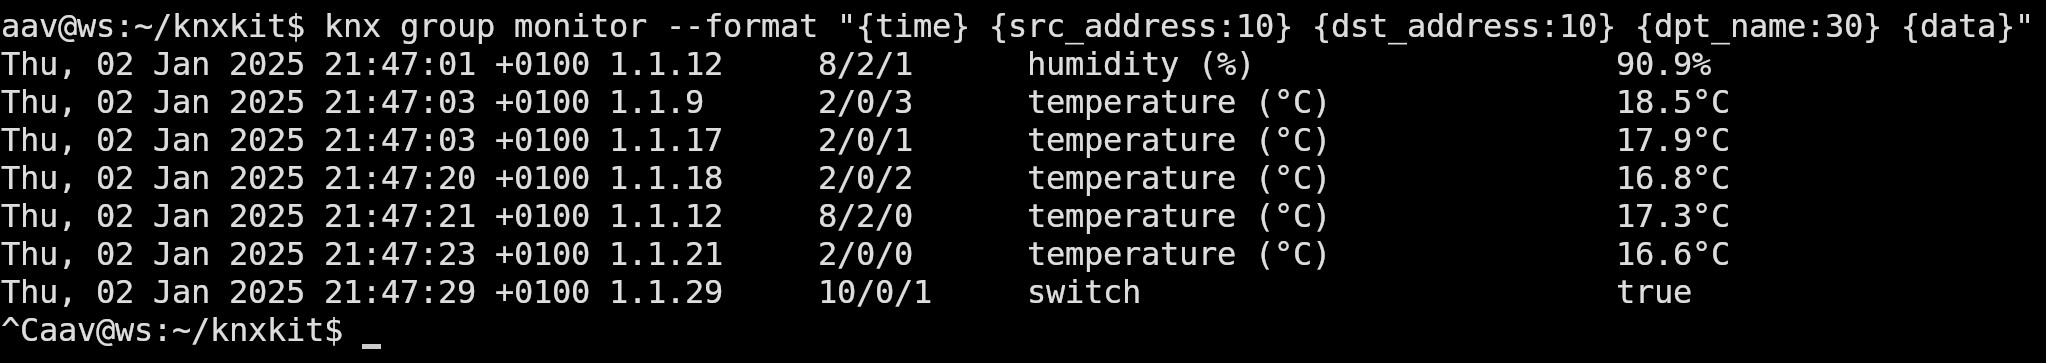 aav@ws:~/knxkit$ knx group monitor --format "{time} {src_address:10} {dst_address:10} {dpt_name:30} {data}"
Thu, 02 Jan 2025 21:47:01 +0100 1.1.12     8/2/1      humidity (%)                   90.9%
Thu, 02 Jan 2025 21:47:03 +0100 1.1.9      2/0/3      temperature (°C)               18.5°C
Thu, 02 Jan 2025 21:47:03 +0100 1.1.17     2/0/1      temperature (°C)               17.9°C
Thu, 02 Jan 2025 21:47:20 +0100 1.1.18     2/0/2      temperature (°C)               16.8°C
Thu, 02 Jan 2025 21:47:21 +0100 1.1.12     8/2/0      temperature (°C)               17.3°C
Thu, 02 Jan 2025 21:47:23 +0100 1.1.21     2/0/0      temperature (°C)               16.6°C
Thu, 02 Jan 2025 21:47:29 +0100 1.1.29     10/0/1     switch                         true
^Caav@ws:~/knxkit$ _